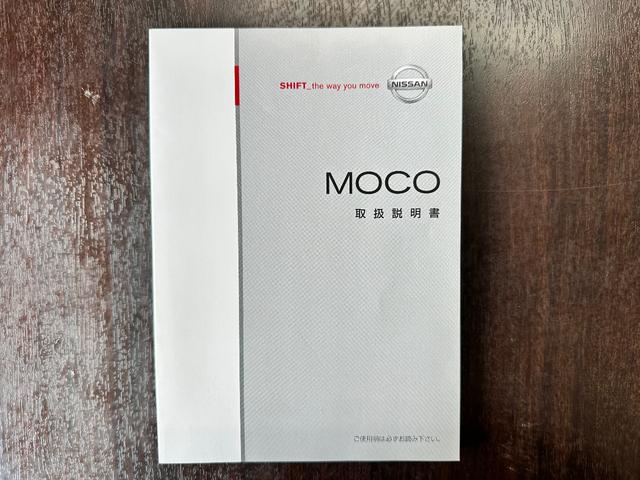 SHIFT_the way you move
NISSAN
MOCO
取扱説明書
ご使用前は必ずお読み下さい。